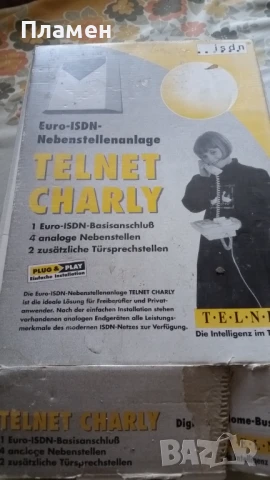 Пламен
..isdn
Euro-ISDN-
Nebenstellenanlage
TELNET
CHARLY
1 Euro-ISDN-Basisanschluß
4 analoge Nebenstellen
2 zusätzliche Türsprechstellen
PLUG & PLAY
Einfache Installation
Die Euro-ISDN-Nebenstellenanlage TELNET CHARLY
ist die ideale Lösung für Freiberufler und Privat-
anwender. Nach der einfachen Installation stehen
vorhandenen analogen Endgeräten alle Leistungs-
merkmale des modernen ISDN-Netzes zur Verfügung.
T·E·L·N·E
Die Intelligenz im T
TELNET CHARLY
1 Euro-ISDN-Basisanschluß
4 analoge Nebenstellen
2 zusätzliche Türsprechstellen
BAZAR